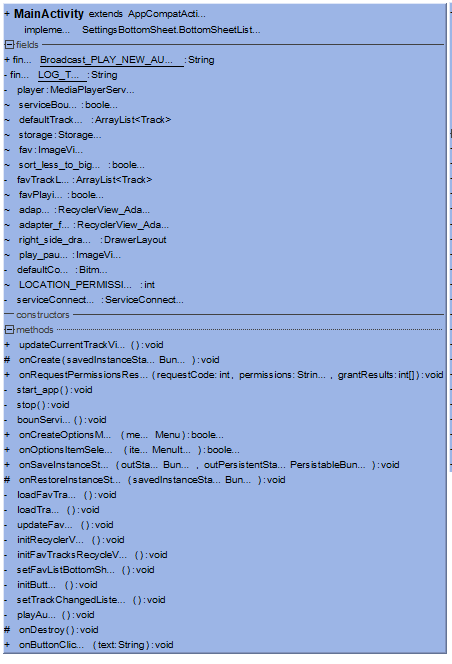 + MainActivity extends AppCompatActi...
impleme... SettingsBottomSheet.BottomSheetList...
fields
+ fin... Broadcast_PLAY_NEW_AU... : String
- fin... LOG_T... : String
- player : MediaPlayerServ...
~ serviceBou... : boole...
~ defaultTrack... : ArrayList<Track>
~ storage : Storage...
~ fav : ImageVi...
~ sort_less_to_big... : boole...
- favTrackL... : ArrayList<Track>
~ favPlayi... : boole...
~ adap... : RecyclerView_Ada...
~ adapter_f... : RecyclerView_Ada...
~ right_side_dra... : DrawerLayout
~ play_pau... : ImageVi...
- defaultCo... : Bitm...
~ LOCATION_PERMISSI... : int
- serviceConnect... : ServiceConnect...
constructors
methods
+ updateCurrentTrackVi... () : void
# onCreate (savedInstanceSta... Bun... ) : void
+ onRequestPermissionsRes... (requestCode: int, permissions: Strin... , grantResults: int[]) : void
- start_app() : void
- stop() : void
- bounServi... () : void
+ onCreateOptionsM... (me... Menu) : boole...
+ onOptionsItemSele... (ite... MenuIt... ) : boole...
+ onSaveInstanceSt... (outSta... Bun... , outPersistentSta... PersistableBun... ) : void
# onRestoreInstanceSt... (savedInstanceSta... Bun... ) : void
- loadFavTra... () : void
- loadTra... () : void
- updateFav... () : void
- initRecyclerV... () : void
- initFavTracksRecycleV... () : void
- setFavListBottomSh... () : void
- initButt... () : void
- setTrackChangedListe... () : void
- playAu... () : void
# onDestroy() : void
+ onButtonClic... (text: String) : void